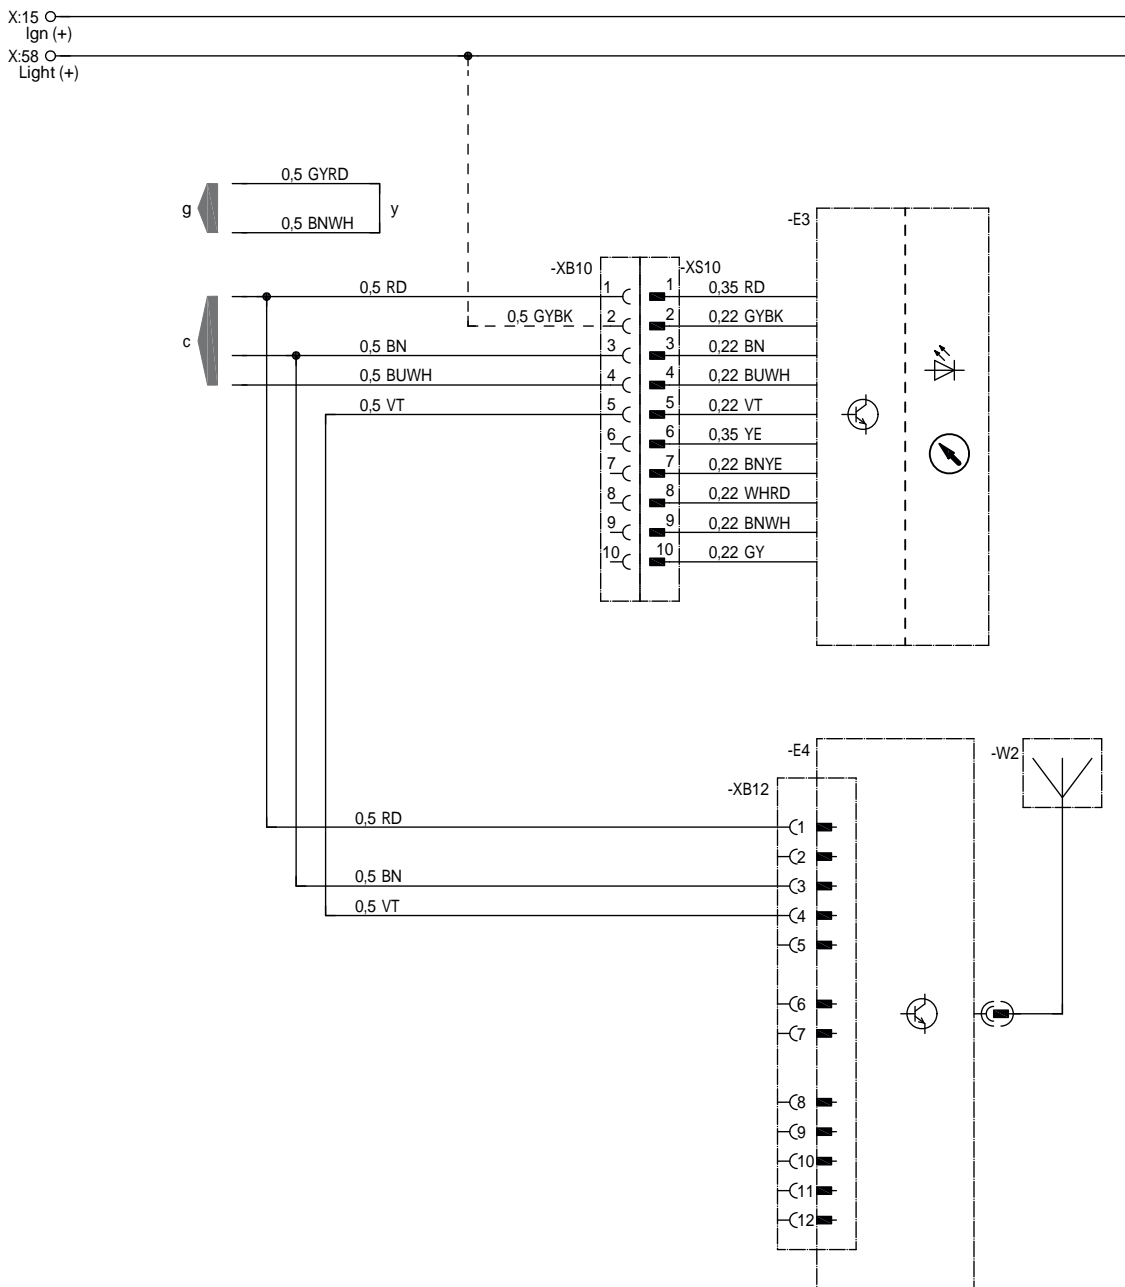 X:15
Ign (+)
X:58
Light (+)
0,5 GYRD
g
y
0,5 BNWH
-E3
-XB10
-XS10
0,5 RD
1
1
0,35 RD
0,5 GYBK
2
2
0,22 GYBK
c
0,5 BN
3
3
0,22 BN
0,5 BUWH
4
4
0,22 BUWH
0,5 VT
5
5
0,22 VT
6
6
0,35 YE
7
7
0,22 BNYE
8
8
0,22 WHRD
9
9
0,22 BNWH
10
10
0,22 GY
-E4
-W2
-XB12
0,5 RD
1
2
0,5 BN
3
0,5 VT
4
5
6
7
8
9
10
11
12